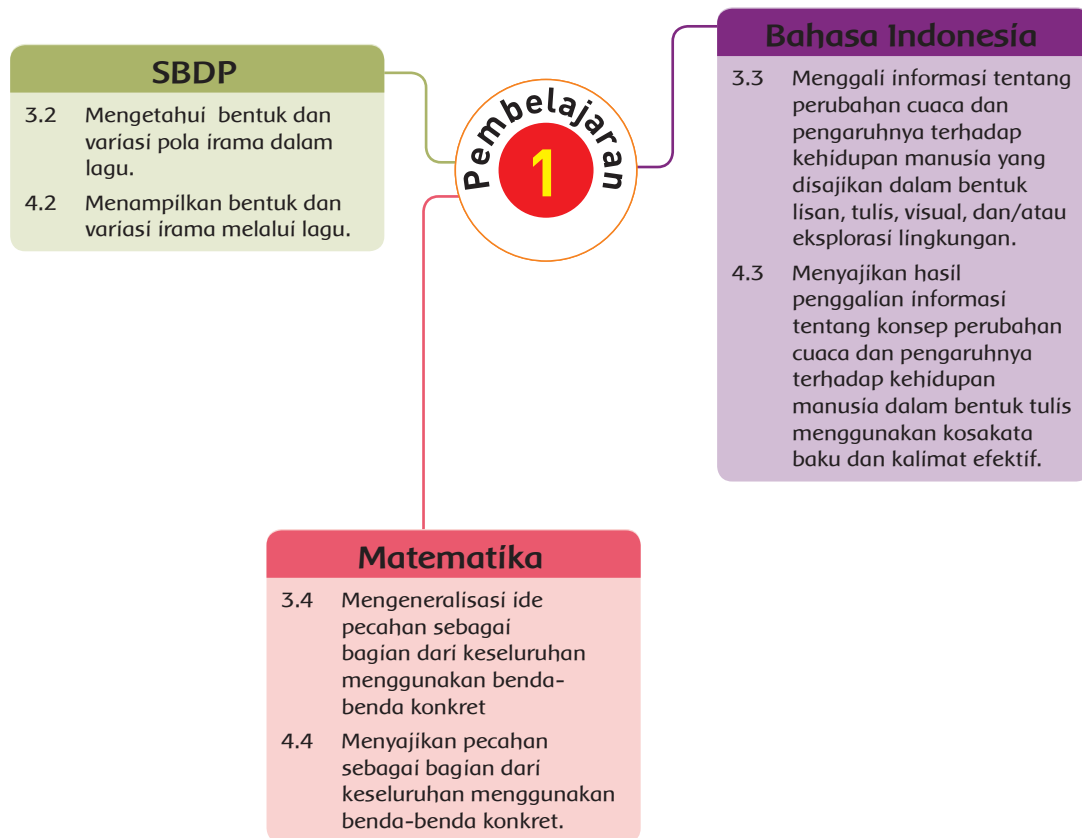 SBDP
3.2 Mengetahui bentuk dan
variasi pola irama dalam
lagu.
4.2 Menampilkan bentuk dan
variasi irama melalui lagu.
Pembelajaran
1
Bahasa Indonesia
3.3 Menggali informasi tentang
perubahan cuaca dan
pengaruhnya terhadap
kehidupan manusia yang
disajikan dalam bentuk
lisan, tulis, visual, dan/atau
eksplorasi lingkungan.
4.3 Menyajikan hasil
penggalian informasi
tentang konsep perubahan
cuaca dan pengaruhnya
terhadap kehidupan
manusia dalam bentuk tulis
menggunakan kosakata
baku dan kalimat efektif.
Matematika
3.4 Mengeneralisasi ide
pecahan sebagai
bagian dari keseluruhan
menggunakan benda-
benda konkret
4.4 Menyajikan pecahan
sebagai bagian dari
keseluruhan menggunakan
benda-benda konkret.